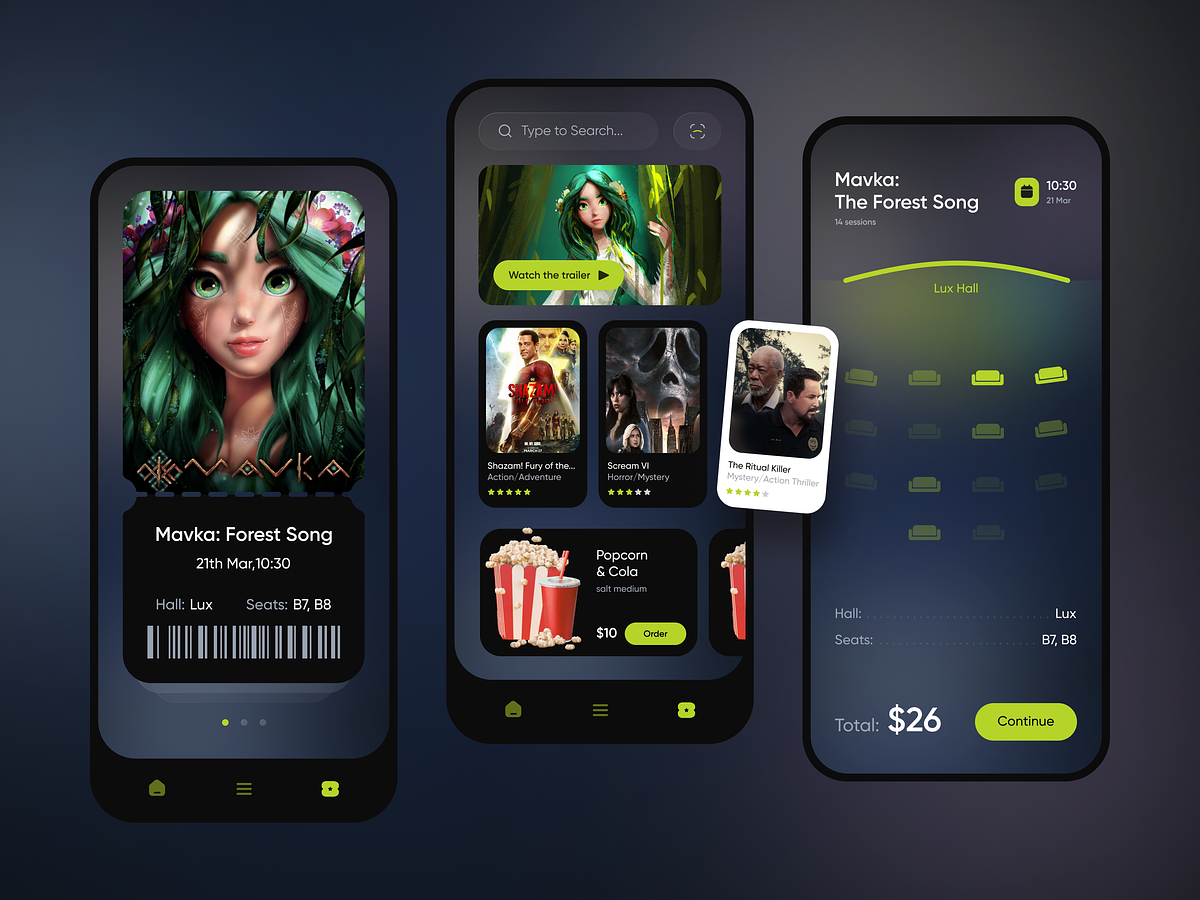 MAVKA
Mavka: Forest Song
21th Mar,10:30
Hall: Lux
Seats: B7, B8
Type to Search...
Watch the trailer
SHAZAM
Shazam! Fury of the...
Action/Adventure
Scream VI
Horror/Mystery
The Ritual Killer
Mystery/Action Thriller
Popcorn
& Cola
salt medium
$10
Order
Mavka:
The Forest Song
14 sessions
10:30
21 Mar
Lux Hall
Hall: Lux
Seats: B7, B8
Total: $26
Continue